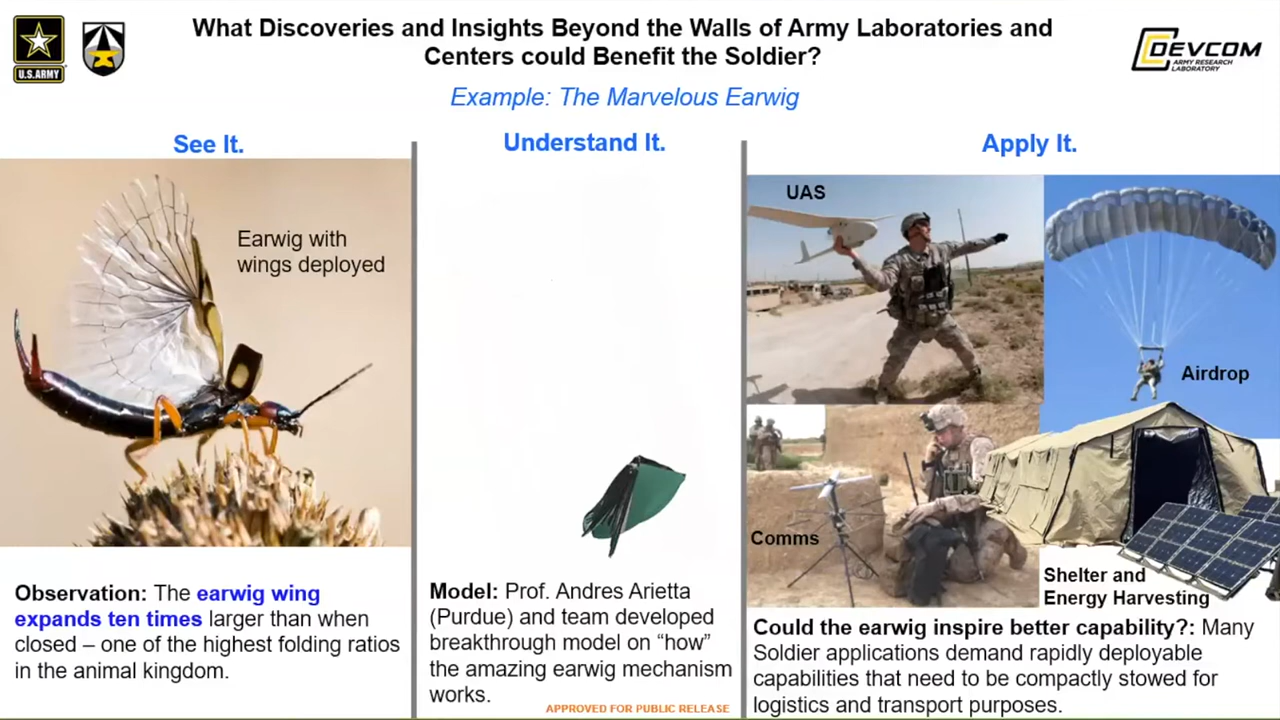 What Discoveries and Insights Beyond the Walls of Army Laboratories and
Centers could Benefit the Soldier?
U.S.ARMY
DEVCOM
ARMY RESEARCH
LABORATORY
Example: The Marvelous Earwig
See It.
Earwig with
wings deployed
Observation: The earwig wing
expands ten times larger than when
closed – one of the highest folding ratios
in the animal kingdom.
Understand It.
Model: Prof. Andres Arietta
(Purdue) and team developed
breakthrough model on “how”
the amazing earwig mechanism
works.
APPROVED FOR PUBLIC RELEASE
Apply It.
UAS
Airdrop
Comms
Shelter and
Energy Harvesting
Could the earwig inspire better capability?: Many
Soldier applications demand rapidly deployable
capabilities that need to be compactly stowed for
logistics and transport purposes.